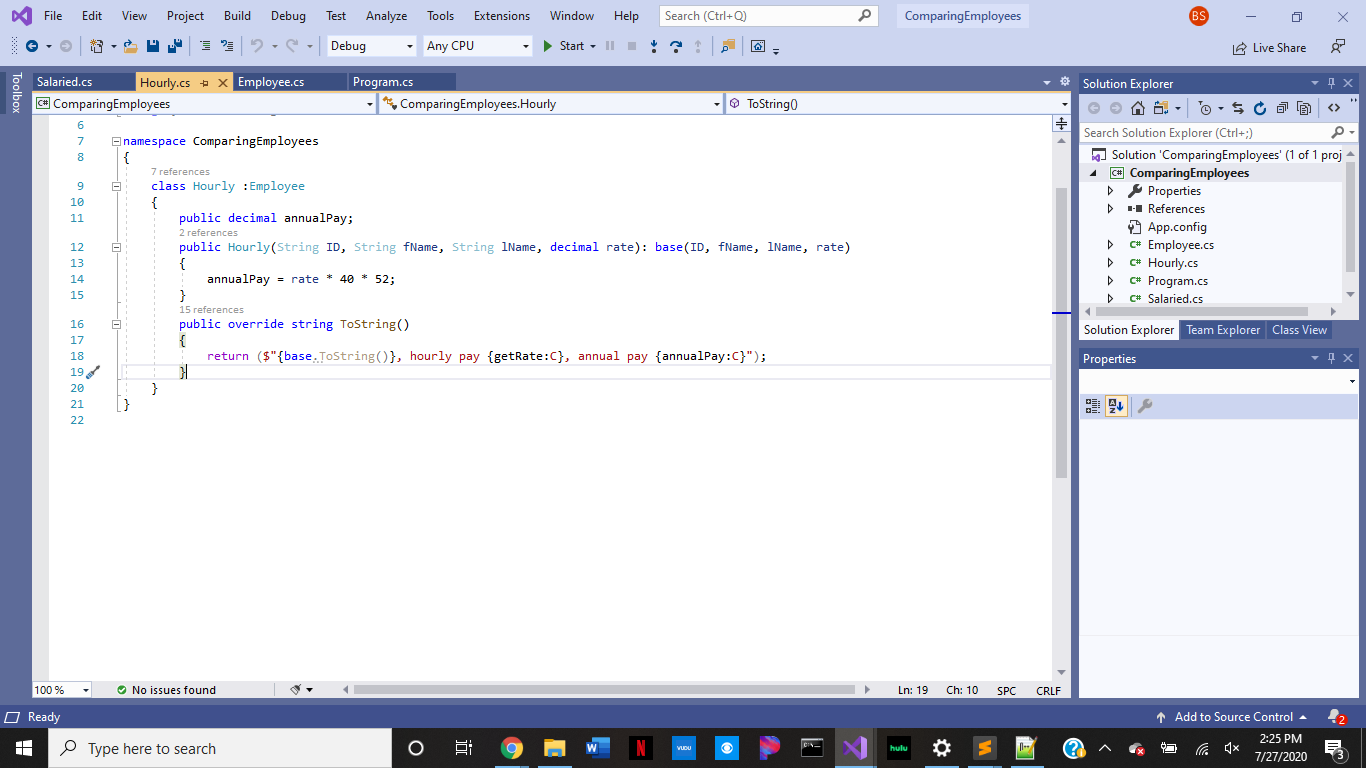 File Edit View Project Build Debug Test Analyze Tools Extensions Window Help Search (Ctrl+Q) ComparingEmployees BS
Debug Any CPU Start Live Share
Toolbox
Salaried.cs Hourly.cs Employee.cs Program.cs
C# ComparingEmployees ComparingEmployees.Hourly ToString()
6
7 namespace ComparingEmployees
8 {
7 references
9 class Hourly :Employee
10 {
11 public decimal annualPay;
2 references
12 public Hourly(String ID, String fName, String lName, decimal rate): base(ID, fName, lName, rate)
13 {
14 annualPay = rate * 40 * 52;
15 }
15 references
16 public override string ToString()
17 {
18 return ($"{base.ToString()}, hourly pay {getRate:C}, annual pay {annualPay:C}");
19 }
20 }
21 }
22
100 % No issues found Ln: 19 Ch: 10 SPC CRLF
Solution Explorer
Search Solution Explorer (Ctrl+;)
Solution 'ComparingEmployees' (1 of 1 proj
C# ComparingEmployees
Properties
References
App.config
C# Employee.cs
C# Hourly.cs
C# Program.cs
C# Salaried.cs
Solution Explorer Team Explorer Class View
Properties
Ready Add to Source Control 2
Type here to search
W N VUDU hulu
2:25 PM
7/27/2020
3